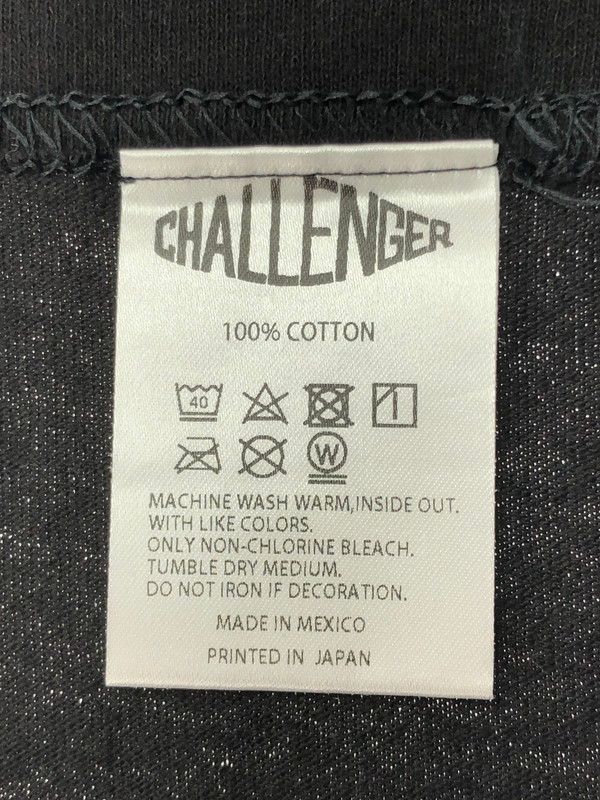 CHALLENGER
100% COTTON
40
W
MACHINE WASH WARM,INSIDE OUT.
WITH LIKE COLORS.
ONLY NON-CHLORINE BLEACH.
TUMBLE DRY MEDIUM.
DO NOT IRON IF DECORATION.
MADE IN MEXICO
PRINTED IN JAPAN